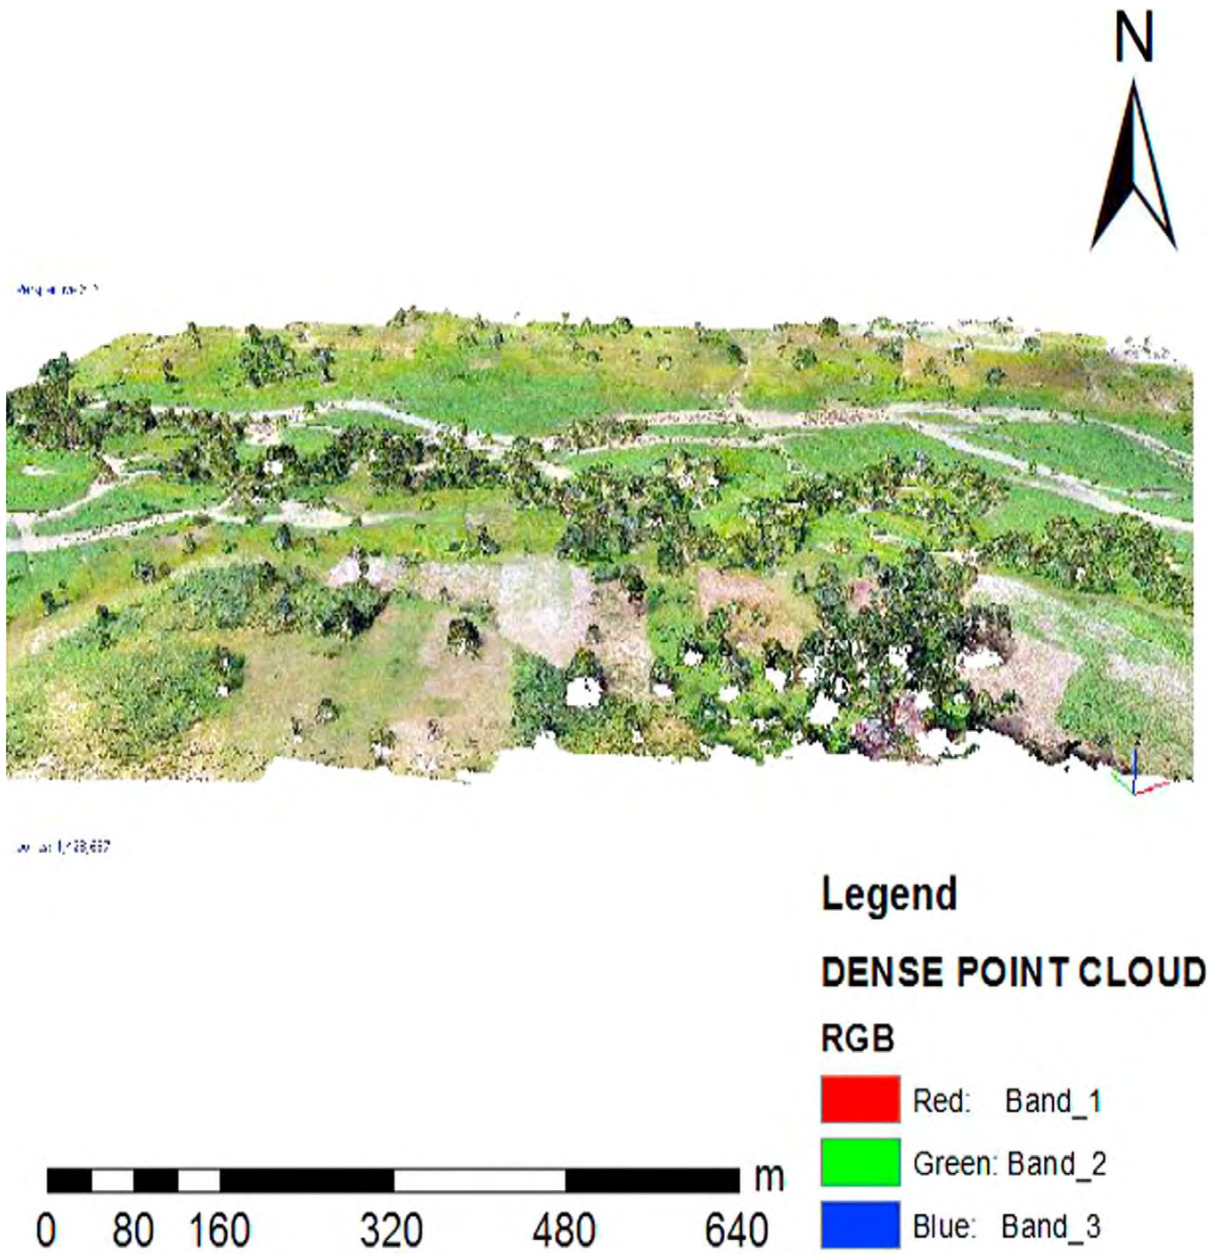 N
Legend
DENSE POINT CLOUD
RGB
Red: Band_1
Green: Band_2
Blue: Band_3
m
0 80 160 320 480 640